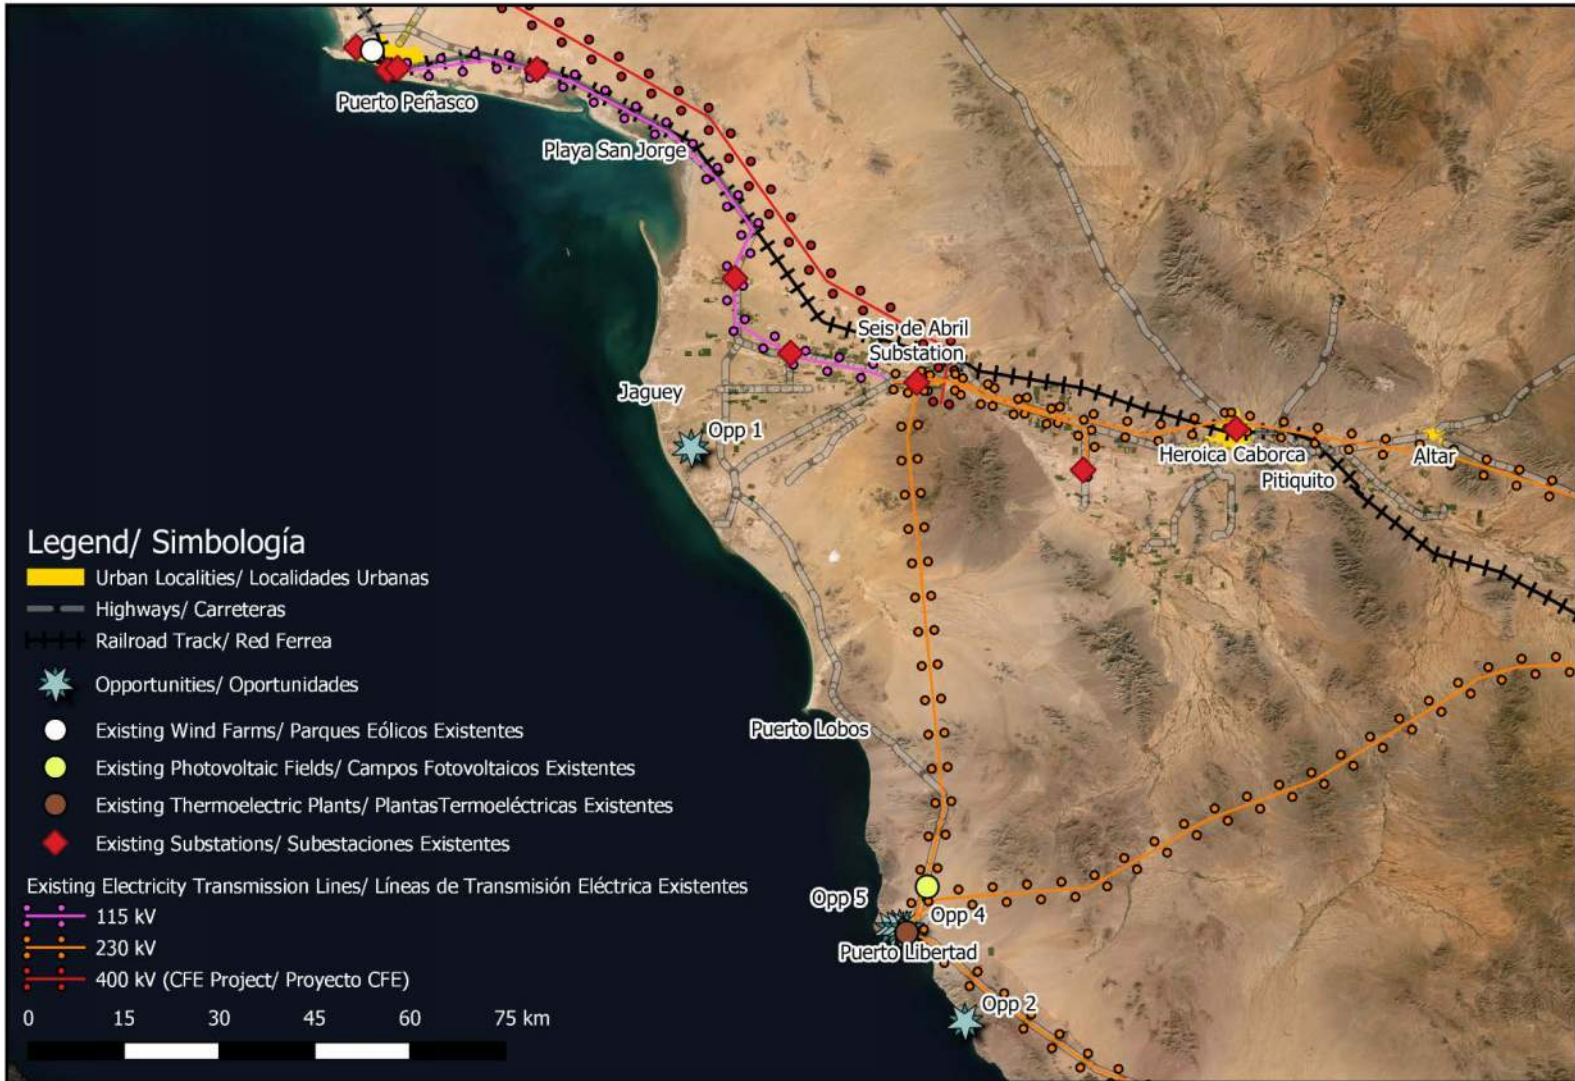 Puerto Peñasco
Playa San Jorge
Seis de Abril
Substation
Jaguey
Opp 1
Heroica Caborca
Altar
Pitiquito
Legend/ Simbología
Urban Localities/ Localidades Urbanas
Highways/ Carreteras
Railroad Track/ Red Ferrea
Opportunities/ Oportunidades
Existing Wind Farms/ Parques Eólicos Existentes
Existing Photovoltaic Fields/ Campos Fotovoltaicos Existentes
Existing Thermoelectric Plants/ PlantasTermoeléctricas Existentes
Existing Substations/ Subestaciones Existentes
Existing Electricity Transmission Lines/ Líneas de Transmisión Eléctrica Existentes
115 kV
230 kV
400 kV (CFE Project/ Proyecto CFE)
0 15 30 45 60 75 km
Puerto Lobos
Opp 5
Opp 4
Puerto Libertad
Opp 2